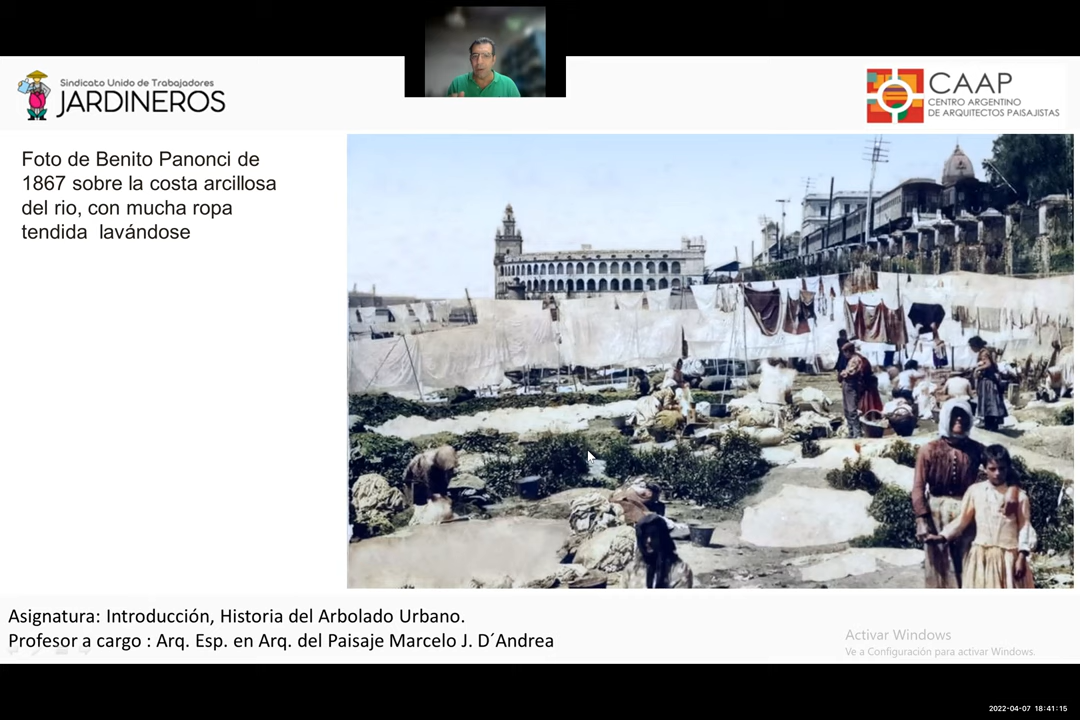 Sindicato Unido de Trabajadores
JARDINEROS
CAAP
CENTRO ARGENTINO
DE ARQUITECTOS PAISAJISTAS
Foto de Benito Panonci de
1867 sobre la costa arcillosa
del rio, con mucha ropa
tendida lavándose
Asignatura: Introducción, Historia del Arbolado Urbano.
Profesor a cargo : Arq. Esp. en Arq. del Paisaje Marcelo J. D´Andrea
Activar Windows
Ve a Configuración para activar Windows.
2022-04-07 18:41:15